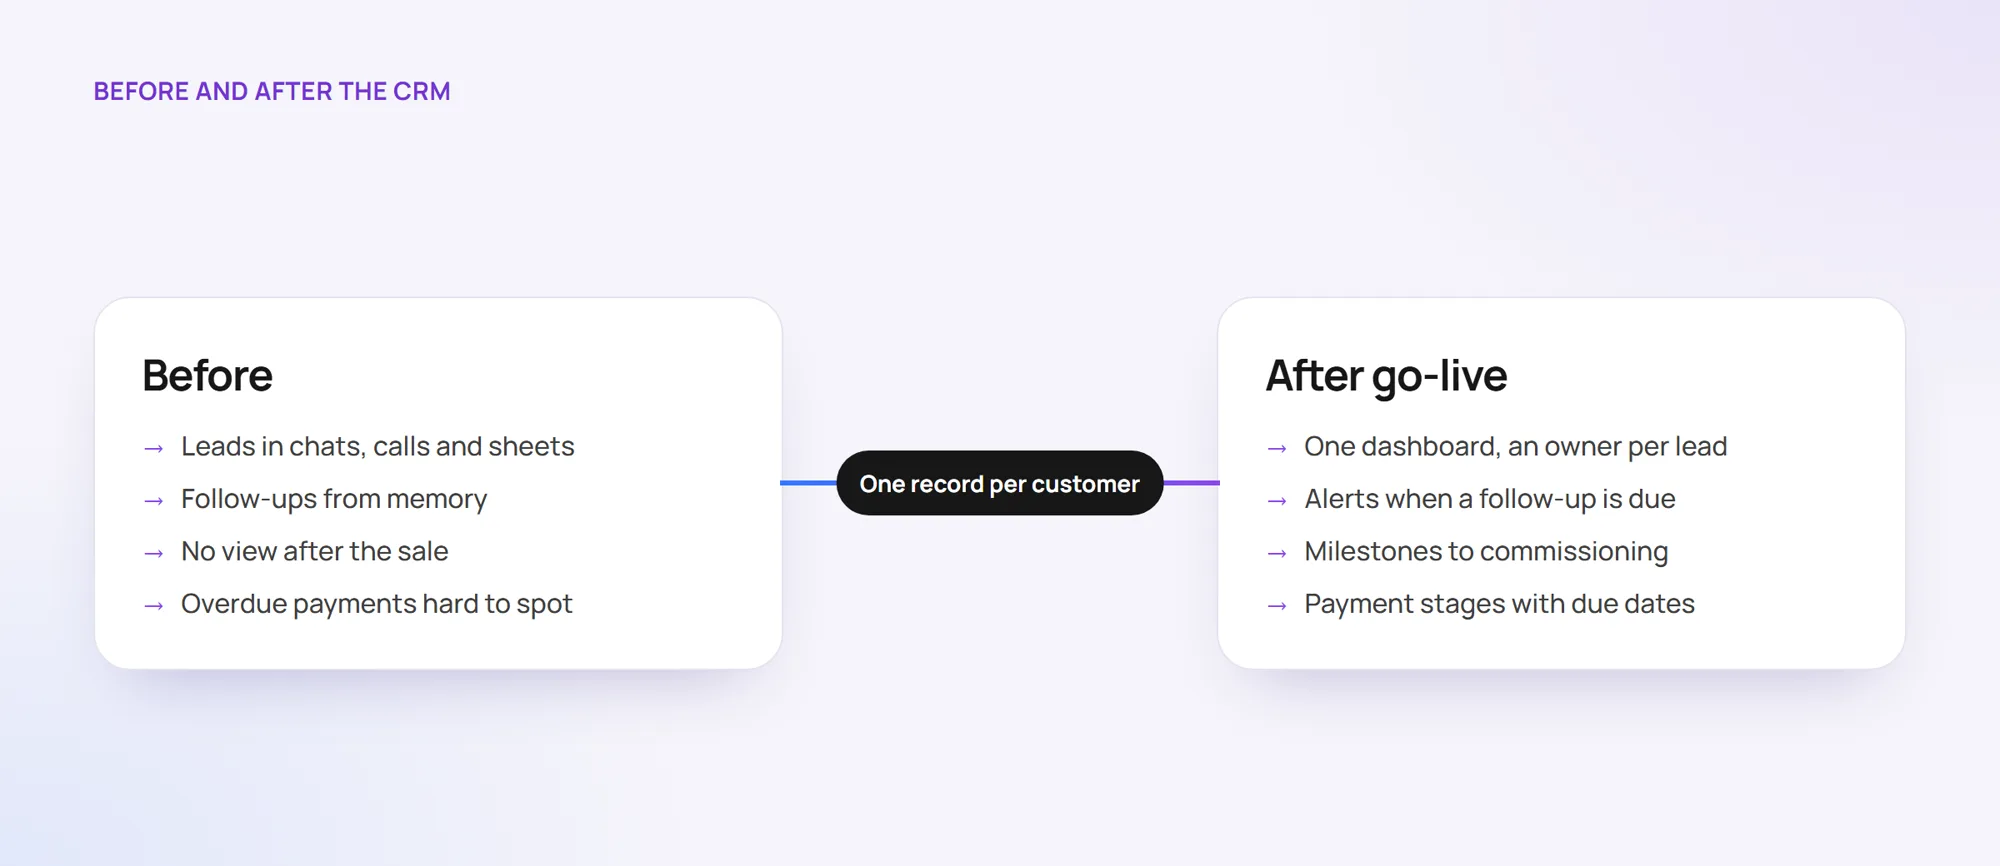 BEFORE AND AFTER THE CRM
Before
→ Leads in chats, calls and sheets
→ Follow-ups from memory
→ No view after the sale
→ Overdue payments hard to spot
One record per customer
After go-live
→ One dashboard, an owner per lead
→ Alerts when a follow-up is due
→ Milestones to commissioning
→ Payment stages with due dates